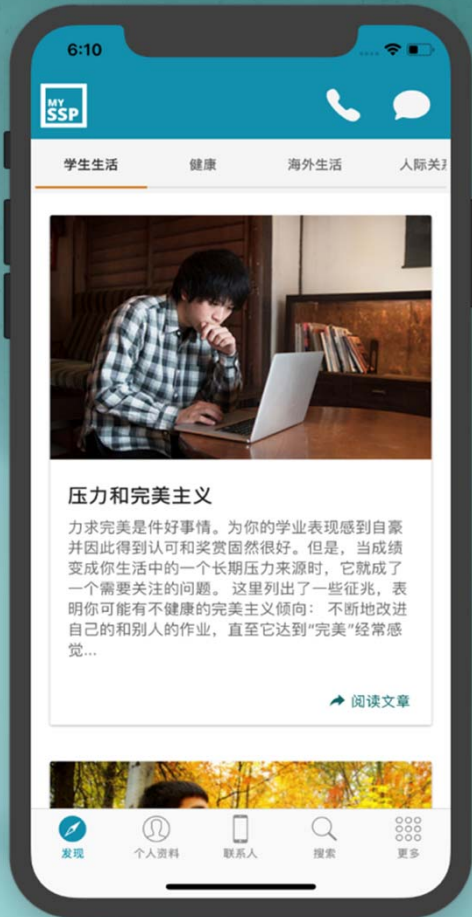 6:10
MY
SSP
学生生活 健康 海外生活 人际关
压力和完美主义
力求完美是件好事情。为你的学业表现感到自豪
并因此得到认可和奖赏固然很好。但是，当成绩
变成你生活中的一个长期压力来源时，它就成了
一个需要关注的问题。 这里列出了一些征兆，表
明你可能有不健康的完美主义倾向： 不断地改进
自己的和别人的作业，直至它达到“完美”经常感
觉...
阅读文章
发现 个人资料 联系人 搜索 更多